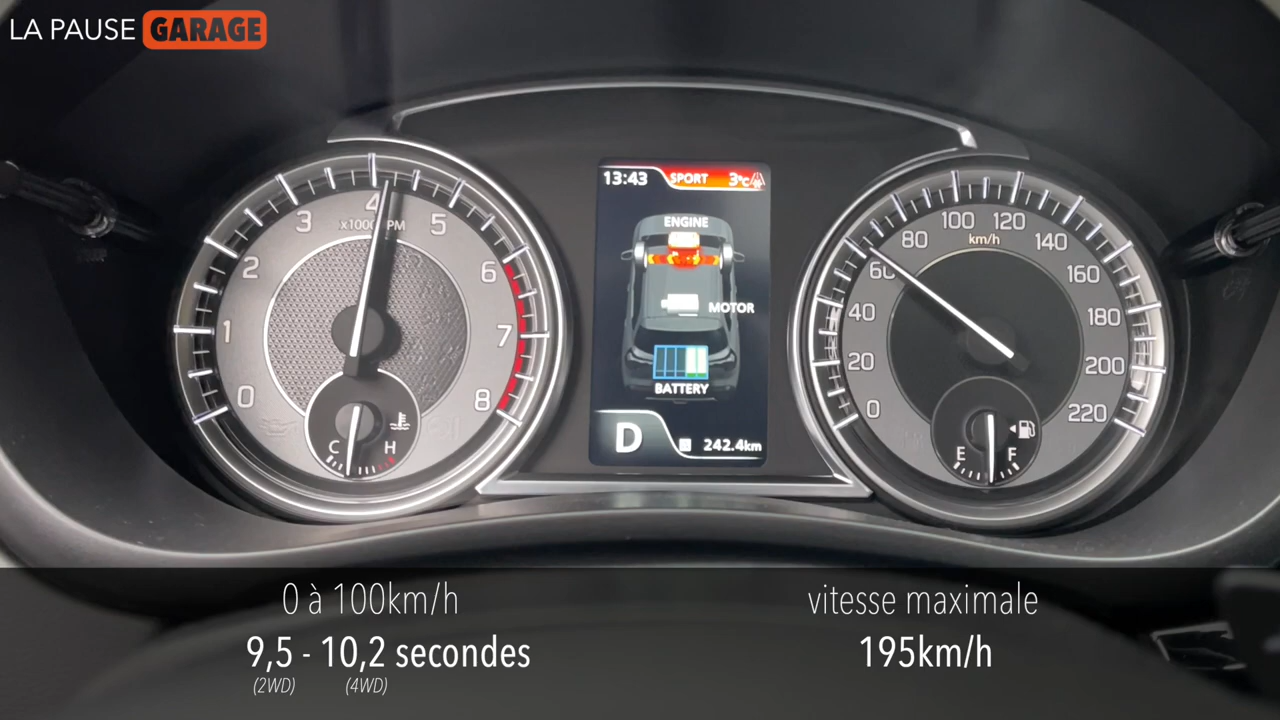 LA PAUSE GARAGE
13:43 SPORT 3°C
ENGINE
MOTOR
BATTERY
D 242.4km
0 1 2 3 4 5 6 7 8
C H
0 20 40 60 80 100 120 140 160 180 200 220
km/h
E F
0 à 100km/h
9,5 - 10,2 secondes
(2WD) (4WD)
vitesse maximale
195km/h